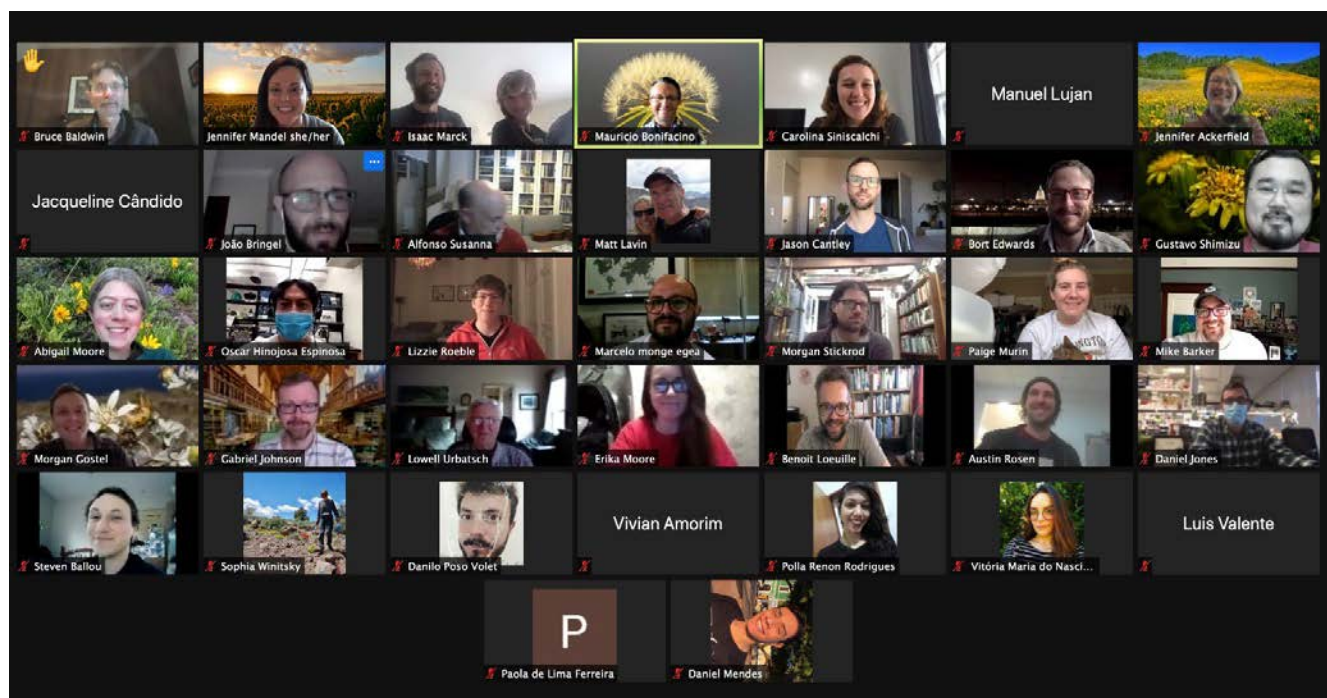 Bruce Baldwin
Jennifer Mandel she/her
Isaac Marck
Mauricio Bonifacino
Carolina Siniscalchi
Manuel Lujan
Jennifer Ackerfield
Jacqueline Cândido
João Bringel
Alfonso Susanna
Matt Lavin
Jason Cantley
Bort Edwards
Gustavo Shimizu
Abigail Moore
Oscar Hinojosa Espinosa
Lizzie Roeble
Marcelo monge egea
Morgan Stickrod
Paige Murin
Mike Barker
Morgan Gostel
Gabriel Johnson
Lowell Urbatsch
Erika Moore
Benoit Loeuille
Austin Rosen
Daniel Jones
Steven Ballou
Sophia Winitsky
Danilo Poso Volet
Vivian Amorim
Polla Renon Rodrigues
Vitória Maria do Nasci...
Luis Valente
P
Paola de Lima Ferreira
Daniel Mendes